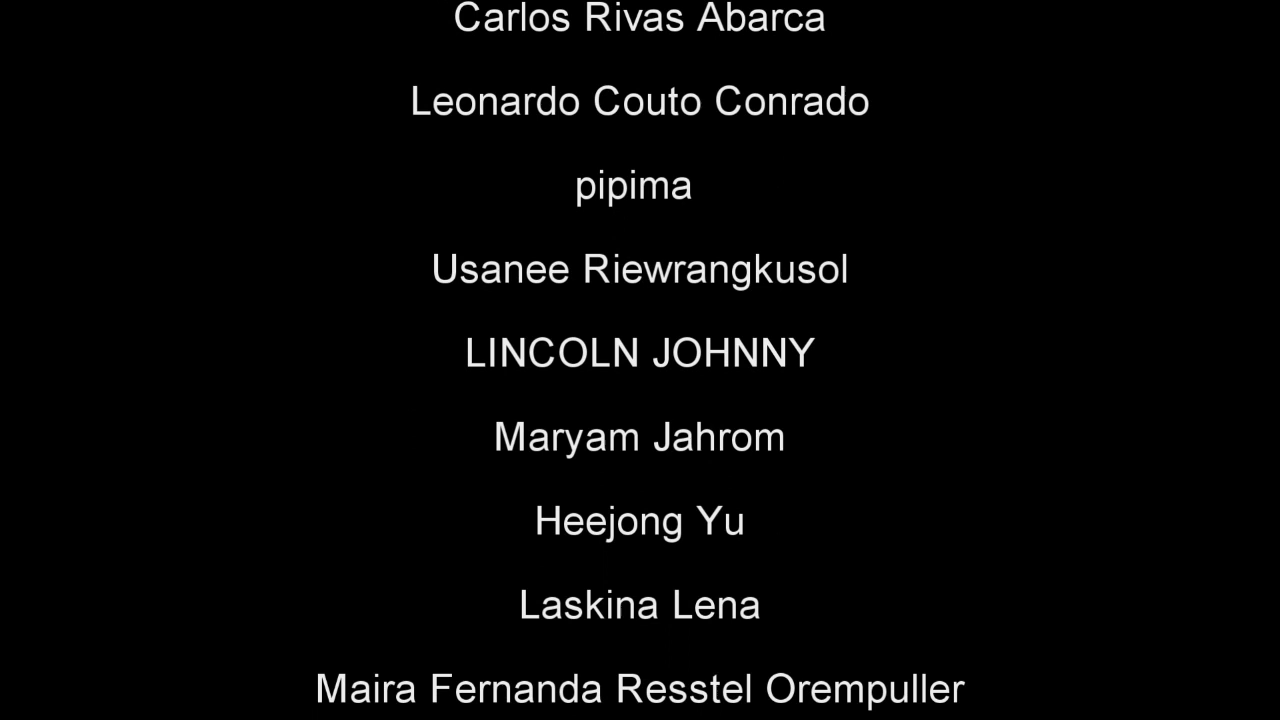 Carlos Rivas Abarca
Leonardo Couto Conrado
pipima
Usanee Riewrangkusol
LINCOLN JOHNNY
Maryam Jahrom
Heejong Yu
Laskina Lena
Maira Fernanda Resstel Orempuller